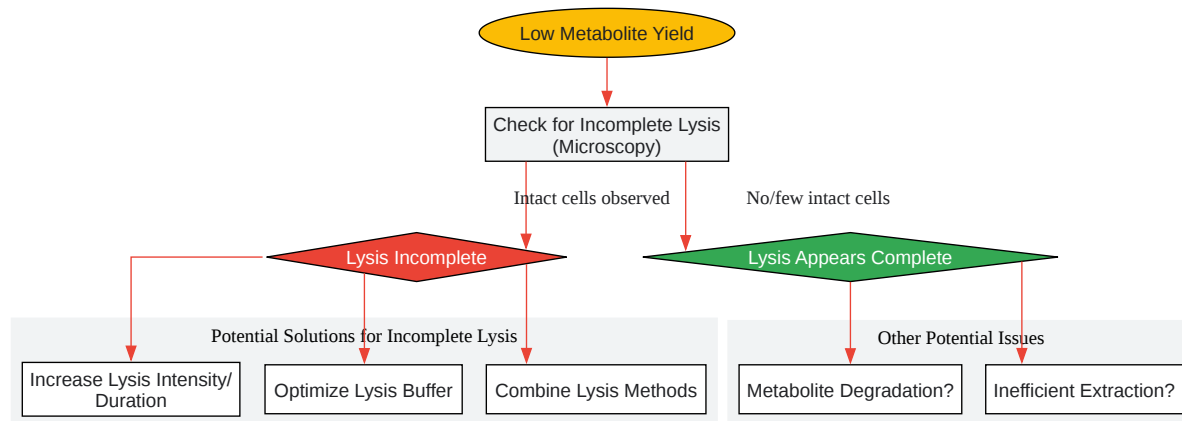 Low Metabolite Yield
Check for Incomplete Lysis
(Microscopy)
Intact cells observed
No/few intact cells
Lysis Incomplete
Lysis Appears Complete
Potential Solutions for Incomplete Lysis
Other Potential Issues
Increase Lysis Intensity/
Duration
Optimize Lysis Buffer
Combine Lysis Methods
Metabolite Degradation?
Inefficient Extraction?